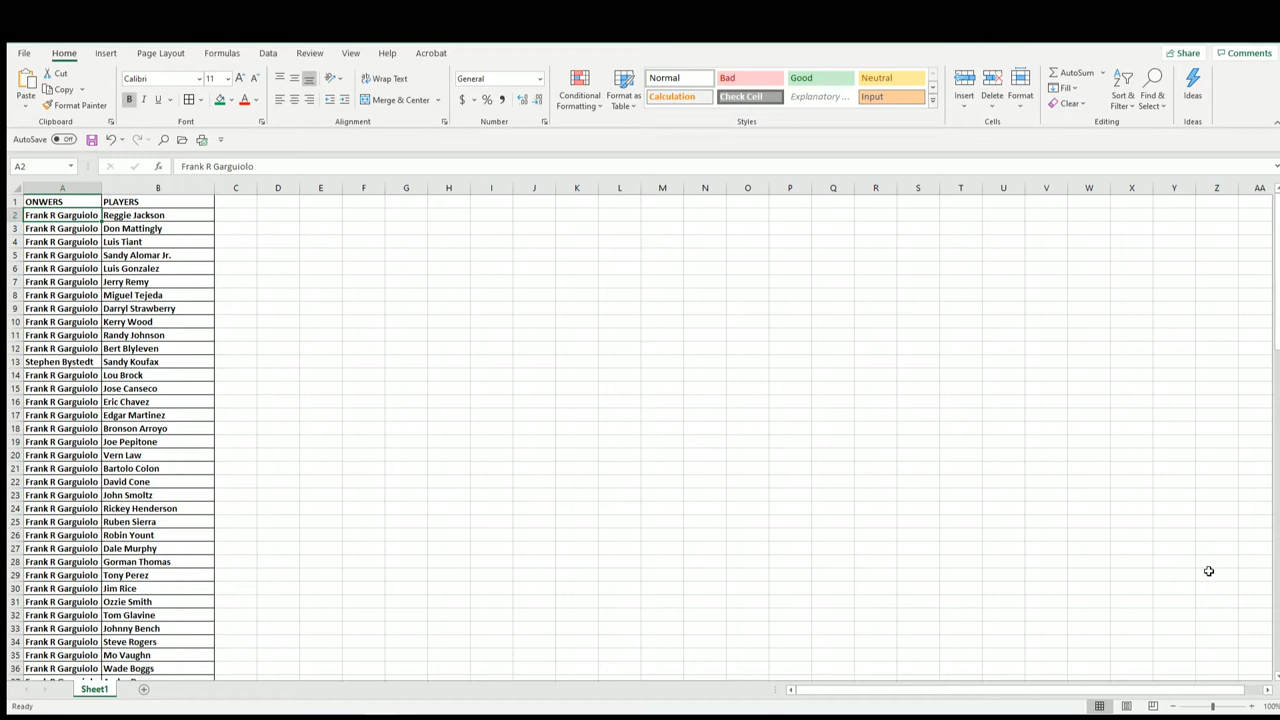 File Home Insert Page Layout Formulas Data Review View Help Acrobat Share Comments
Paste Cut Copy Format Painter Clipboard
Calibri 11 A A B I U A Font
Wrap Text Merge & Center Alignment
General $ % , Number
Conditional Formatting Format as Table
Normal Bad Good Neutral
Calculation Check Cell Explanatory ... Input
Styles
Insert Delete Format Cells
AutoSum Fill Clear Sort & Filter Find & Select Editing
Ideas Ideas
AutoSave Off
A2 fx Frank R Garguiolo
A B C D E F G H I J K L M N O P Q R S T U V W X Y Z AA
1 ONWERS PLAYERS
2 Frank R Garguiolo Reggie Jackson
3 Frank R Garguiolo Don Mattingly
4 Frank R Garguiolo Luis Tiant
5 Frank R Garguiolo Sandy Alomar Jr.
6 Frank R Garguiolo Luis Gonzalez
7 Frank R Garguiolo Jerry Remy
8 Frank R Garguiolo Miguel Tejeda
9 Frank R Garguiolo Darryl Strawberry
10 Frank R Garguiolo Kerry Wood
11 Frank R Garguiolo Randy Johnson
12 Frank R Garguiolo Bert Blyleven
13 Stephen Bystedt Sandy Koufax
14 Frank R Garguiolo Lou Brock
15 Frank R Garguiolo Jose Canseco
16 Frank R Garguiolo Eric Chavez
17 Frank R Garguiolo Edgar Martinez
18 Frank R Garguiolo Bronson Arroyo
19 Frank R Garguiolo Joe Pepitone
20 Frank R Garguiolo Vern Law
21 Frank R Garguiolo Bartolo Colon
22 Frank R Garguiolo David Cone
23 Frank R Garguiolo John Smoltz
24 Frank R Garguiolo Rickey Henderson
25 Frank R Garguiolo Ruben Sierra
26 Frank R Garguiolo Robin Yount
27 Frank R Garguiolo Dale Murphy
28 Frank R Garguiolo Gorman Thomas
29 Frank R Garguiolo Tony Perez
30 Frank R Garguiolo Jim Rice
31 Frank R Garguiolo Ozzie Smith
32 Frank R Garguiolo Tom Glavine
33 Frank R Garguiolo Johnny Bench
34 Frank R Garguiolo Steve Rogers
35 Frank R Garguiolo Mo Vaughn
36 Frank R Garguiolo Wade Boggs
Sheet1
Ready 100%